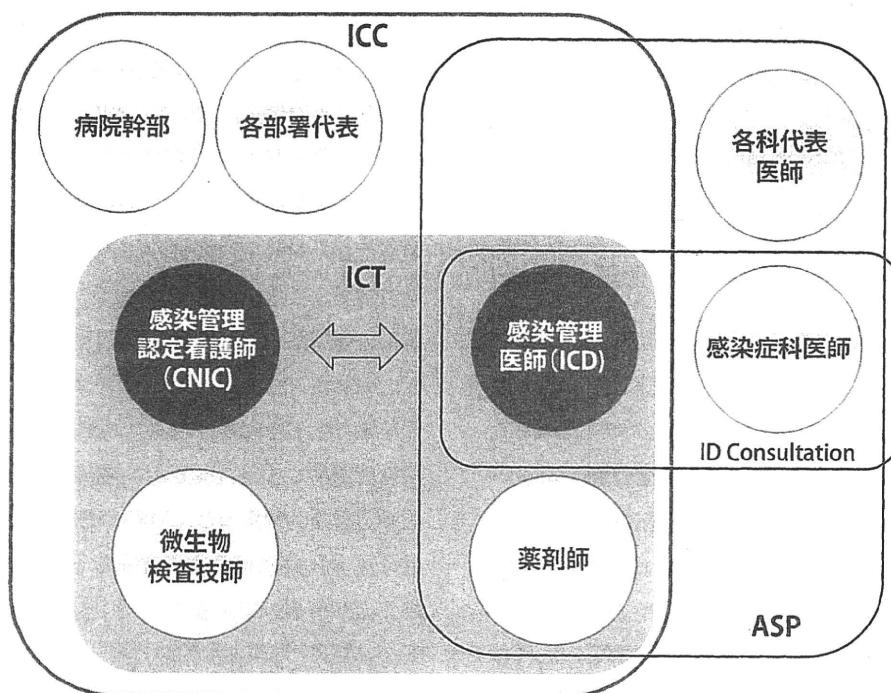 ICC
病院幹部
各部署代表
各科代表
医師
ICT
感染管理
認定看護師
(CNIC)
感染管理
医師(ICD)
感染症科医師
ID Consultation
微生物
検査技師
薬剤師
ASP